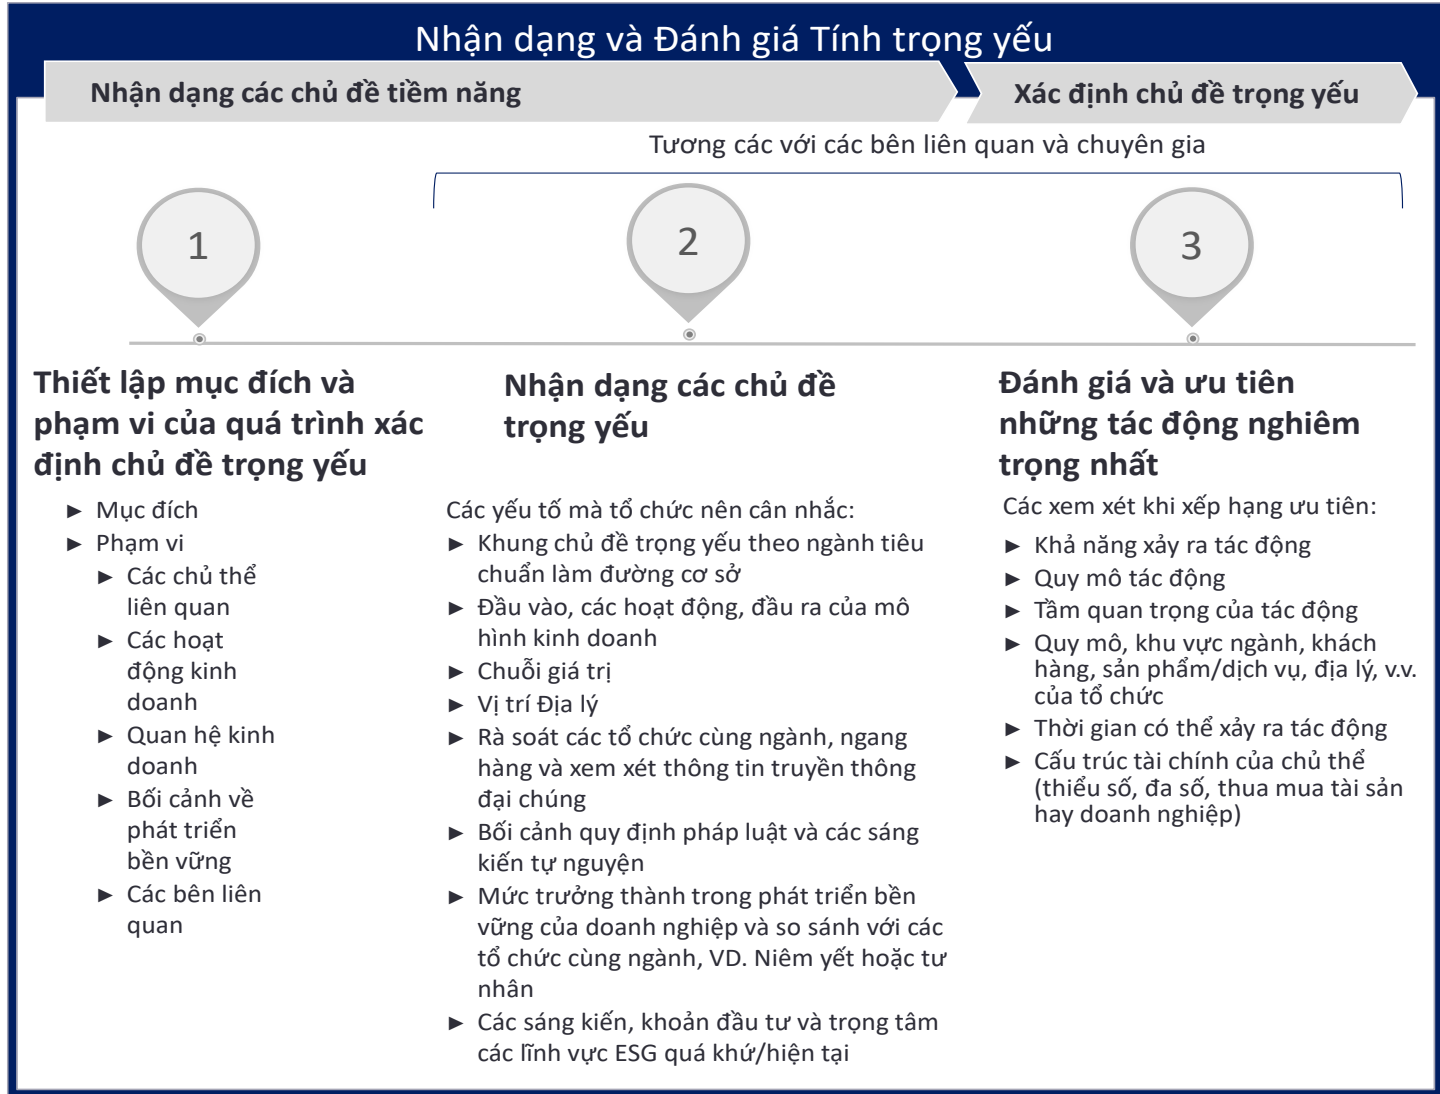 Nhận dạng và Đánh giá Tính trọng yếu
Nhận dạng các chủ đề tiềm năng
Xác định chủ đề trọng yếu
Tương các với các bên liên quan và chuyên gia
1
2
3
Thiết lập mục đích và
phạm vi của quá trình xác
định chủ đề trọng yếu
► Mục đích
► Phạm vi
► Các chủ thể
liên quan
► Các hoạt
động kinh
doanh
► Quan hệ kinh
doanh
► Bối cảnh về
phát triển
bền vững
► Các bên liên
quan
Nhận dạng các chủ đề
trọng yếu
Các yếu tố mà tổ chức nên cân nhắc:
► Khung chủ đề trọng yếu theo ngành tiêu
chuẩn làm đường cơ sở
► Đầu vào, các hoạt động, đầu ra của mô
hình kinh doanh
► Chuỗi giá trị
► Vị trí Địa lý
► Rà soát các tổ chức cùng ngành, ngang
hàng và xem xét thông tin truyền thông
đại chúng
► Bối cảnh quy định pháp luật và các sáng
kiến tự nguyện
► Mức trưởng thành trong phát triển bền
vững của doanh nghiệp và so sánh với các
tổ chức cùng ngành, VD. Niêm yết hoặc tư
nhân
► Các sáng kiến, khoản đầu tư và trọng tâm
các lĩnh vực ESG quá khứ/hiện tại
Đánh giá và ưu tiên
những tác động nghiêm
trọng nhất
Các xem xét khi xếp hạng ưu tiên:
► Khả năng xảy ra tác động
► Quy mô tác động
► Tầm quan trọng của tác động
► Quy mô, khu vực ngành, khách
hàng, sản phẩm/dịch vụ, địa lý, v.v.
của tổ chức
► Thời gian có thể xảy ra tác động
► Cấu trúc tài chính của chủ thể
(thiểu số, đa số, thua mua tài sản
hay doanh nghiệp)